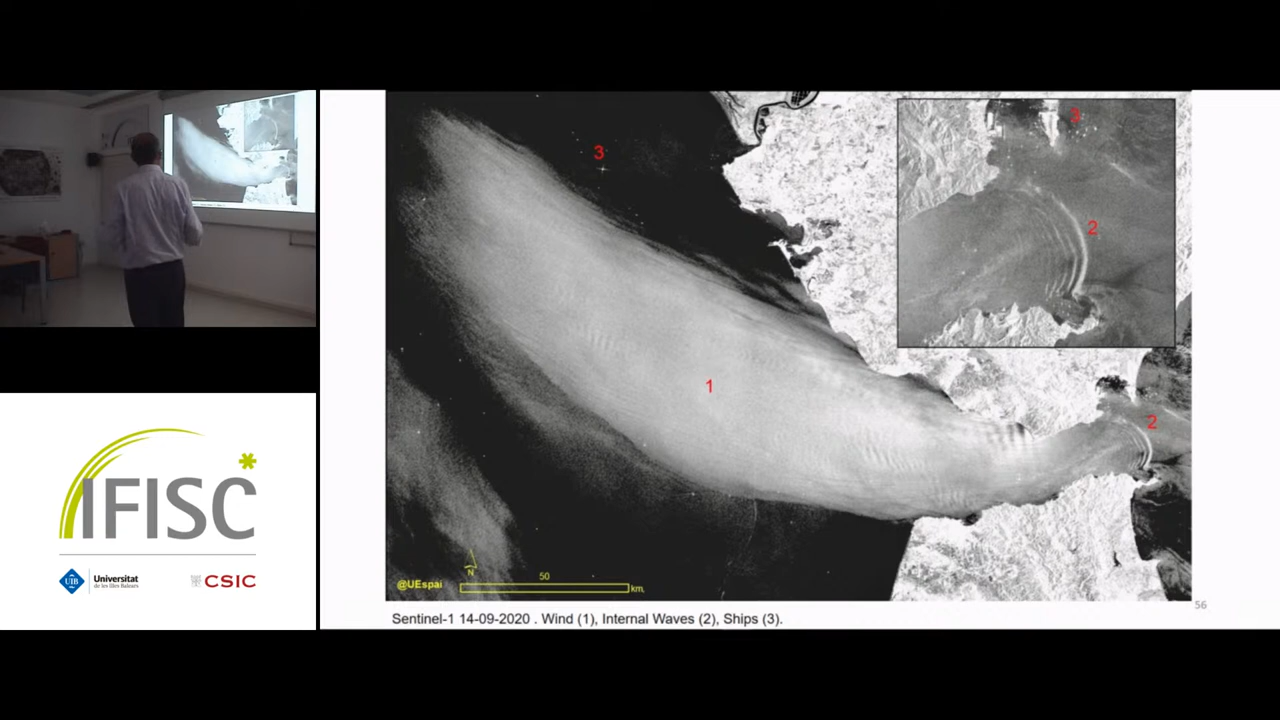 3
3
2
1
2
N
50
km,
@UEspai
56
Sentinel-1 14-09-2020 . Wind (1), Internal Waves (2), Ships (3).
IFISC
UIB
Universitat
de les Illes Balears
CSIC